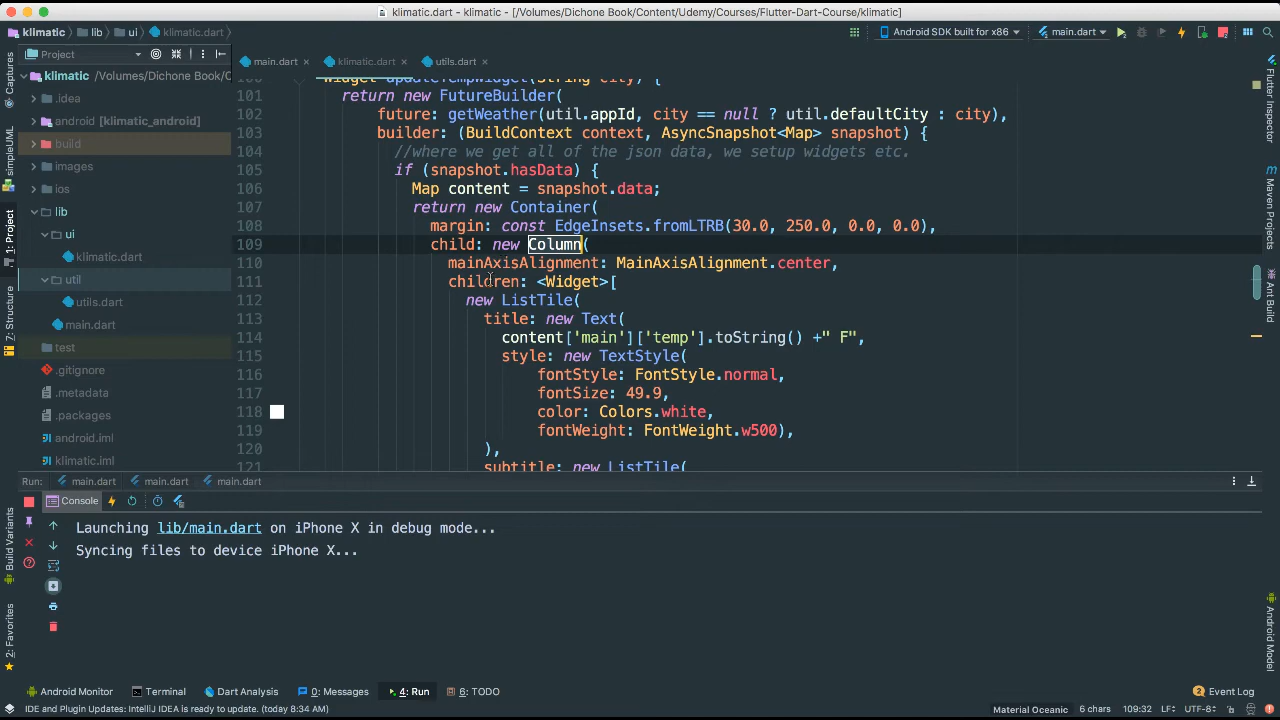 klimatic.dart - klimatic - [/Volumes/Dichone Book/Content/Udemy/Courses/Flutter-Dart-Course/klimatic]
klimatic lib ui klimatic.dart
Android SDK built for x86 main.dart
Project
main.dart × klimatic.dart × utils.dart ×
klimatic /Volumes/Dichone Book/C
.idea
android [klimatic_android]
build
images
ios
lib
ui
klimatic.dart
util
utils.dart
main.dart
test
.gitignore
.metadata
.packages
android.iml
klimatic.iml
Captures
simpleUML
1: Project
7: Structure
Build Variants
2: Favorites
100 Widget updateTempWidget(String city) {
101 return new FutureBuilder(
102 future: getWeather(util.appId, city == null ? util.defaultCity : city),
103 builder: (BuildContext context, AsyncSnapshot<Map> snapshot) {
104 //where we get all of the json data, we setup widgets etc.
105 if (snapshot.hasData) {
106 Map content = snapshot.data;
107 return new Container(
108 margin: const EdgeInsets.fromLTRB(30.0, 250.0, 0.0, 0.0),
109 child: new Column(
110 mainAxisAlignment: MainAxisAlignment.center,
111 children: <Widget>[
112 new ListTile(
113 title: new Text(
114 content['main']['temp'].toString() +" F",
115 style: new TextStyle(
116 fontStyle: FontStyle.normal,
117 fontSize: 49.9,
118 color: Colors.white,
119 fontWeight: FontWeight.w500),
120 ),
121 subtitle: new ListTile(
Flutter Inspector
Maven Projects
Ant Build
Android Model
Run: main.dart main.dart main.dart
Console
Launching lib/main.dart on iPhone X in debug mode...
Syncing files to device iPhone X...
Android Monitor Terminal Dart Analysis 0: Messages 4: Run 6: TODO 2 Event Log
IDE and Plugin Updates: IntelliJ IDEA is ready to update. (today 8:34 AM) Material Oceanic 6 chars 109:32 LF÷ UTF-8÷